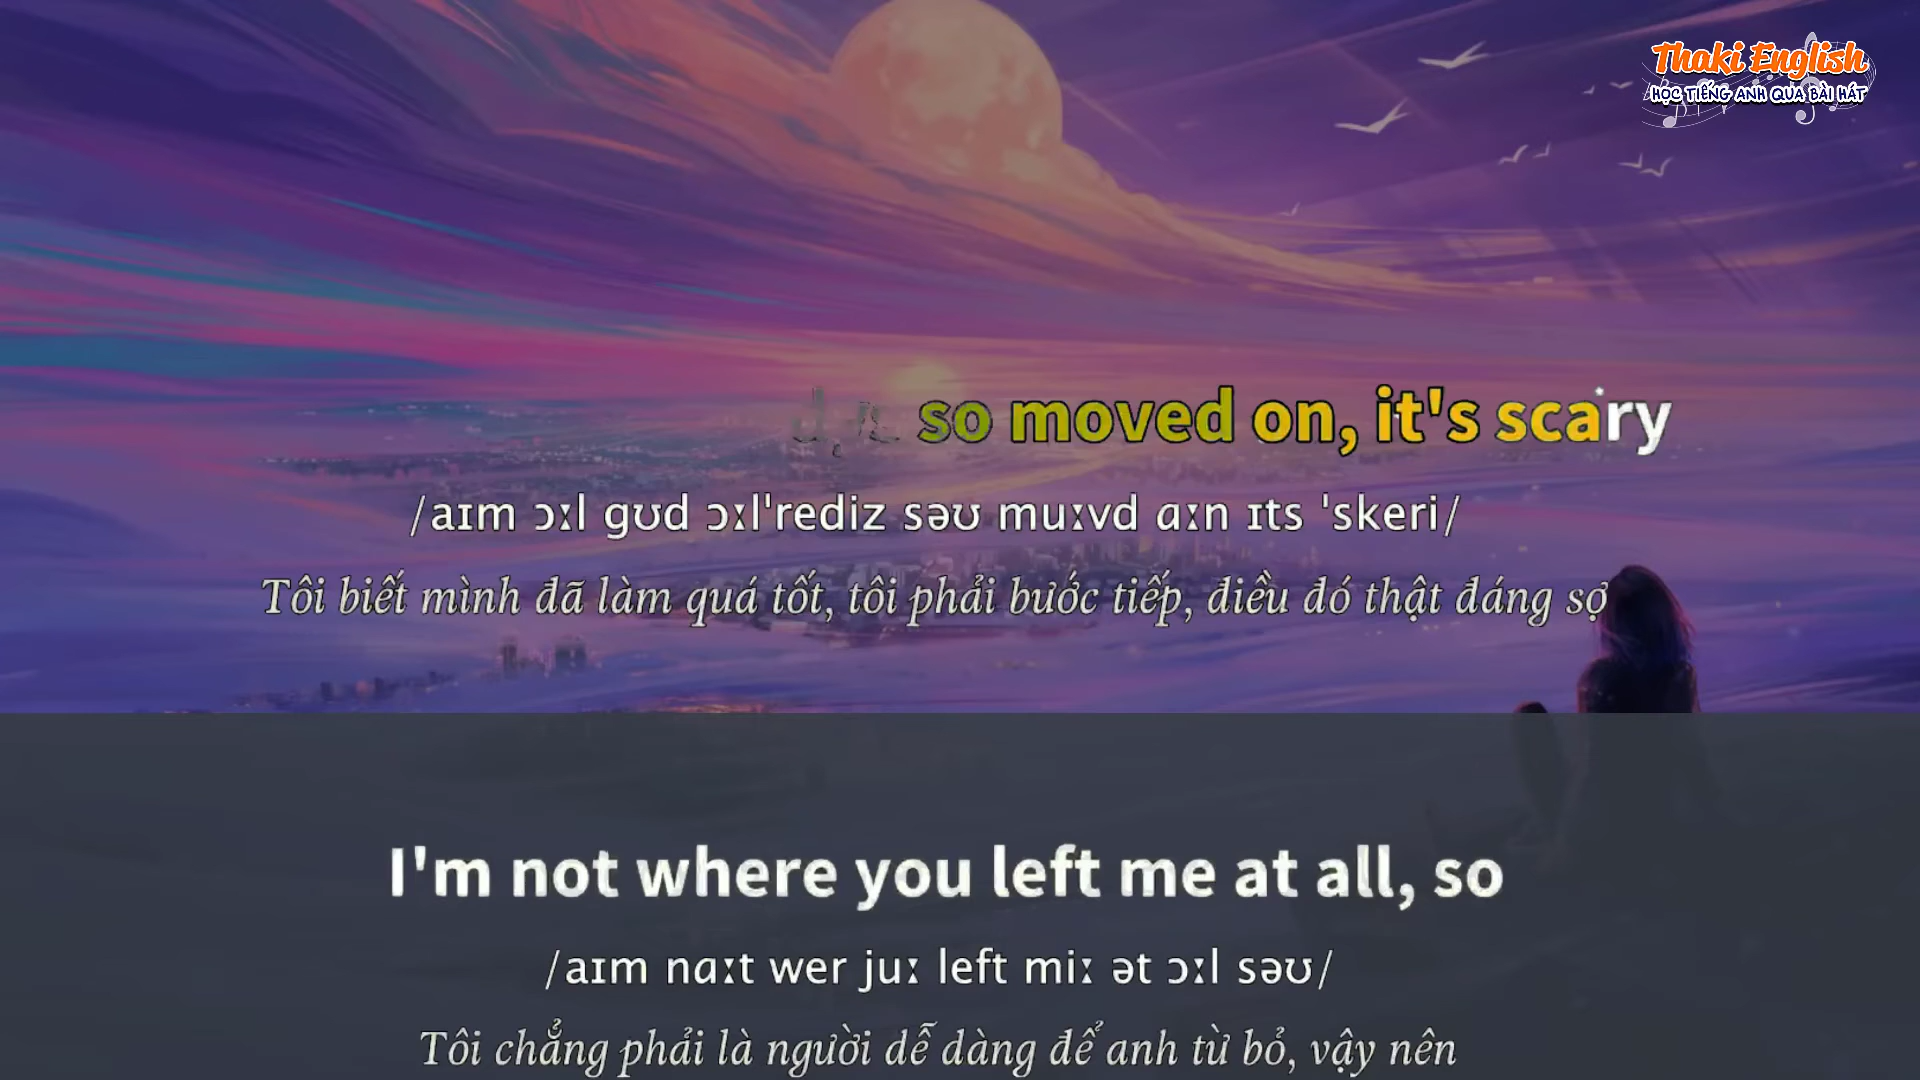 Thaki English
HỌC TIẾNG ANH QUA BÀI HÁT
so moved on, it's scary
/aɪm ɔːl ɡʊd ɔːl'rediz səʊ muːvd ɑːn ɪts 'skeri/
Tôi biết mình đã làm quá tốt, tôi phải bước tiếp, điều đó thật đáng sợ
I'm not where you left me at all, so
/aɪm nɑːt wer juː left miː ət ɔːl səʊ/
Tôi chẳng phải là người dễ dàng để anh từ bỏ, vậy nên